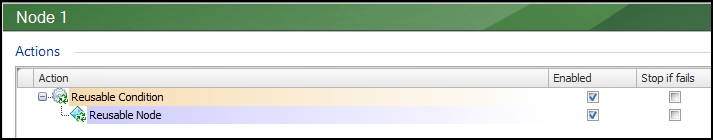 Node 1
Actions
Action Enabled Stop if fails
Reusable Condition
Reusable Node